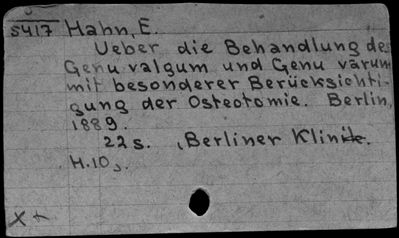 5417 Hahn, E.
Ueber die Behandlung des
Genu valgum und Genu varum
mit besonderer Berücksichti-
gung der Osteotomie. Berlin,
1889.
22 s. , Berliner Klinik.
H.10,.
X +